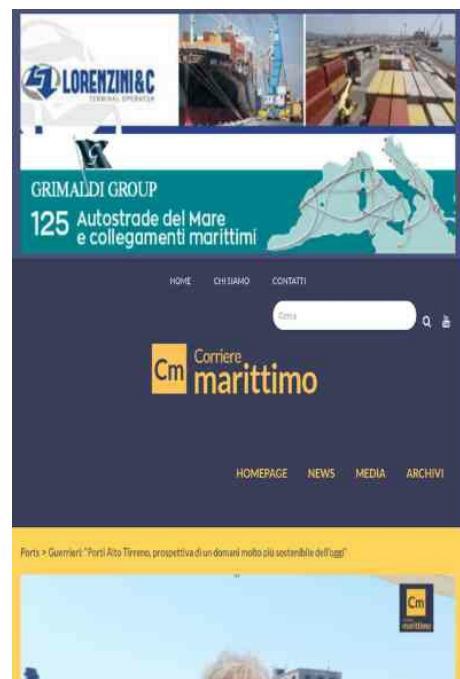 LORENZINI&C
TERMINAL OPERATOR
GRIMALDI GROUP
125 Autostrade del Mare
e collegamenti marittimi
HOME CHI SIAMO CONTATTI
Cerca
Cm Corriere
marittimo
HOMEPAGE NEWS MEDIA ARCHIVI
Ports > Guerrieri: "Porti Alto Tirreno, prospettiva di un domani molto più sostenibile dell'oggi"
Cm
Corriere
marittimo